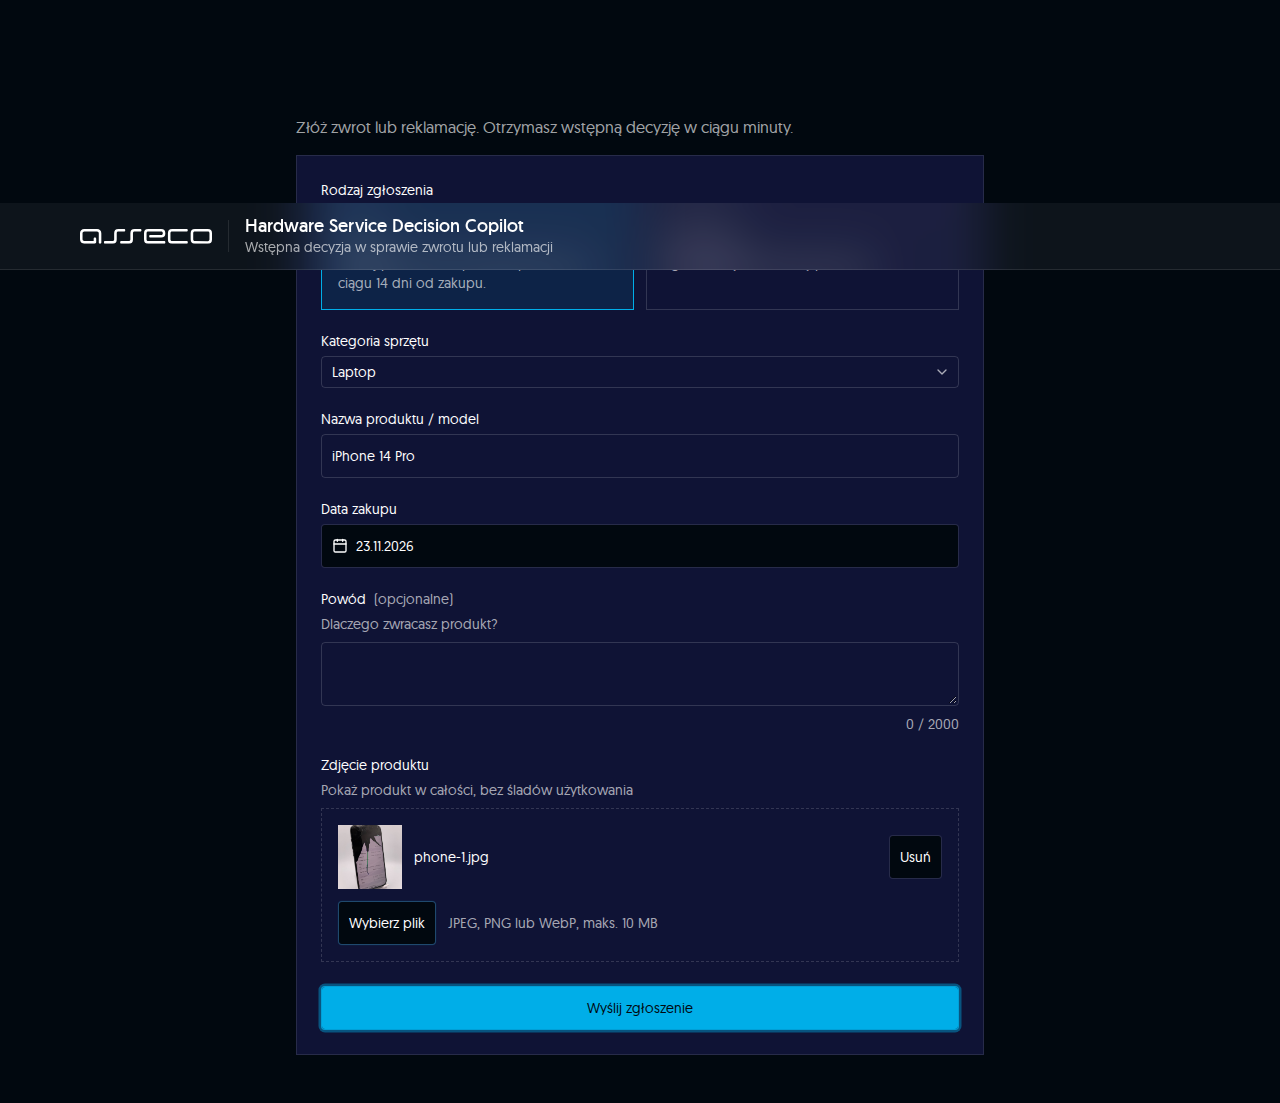 Złóż zwrot lub reklamację. Otrzymasz wstępną decyzję w ciągu minuty.
Rodzaj zgłoszenia
asseco
Hardware Service Decision Copilot
Wstępna decyzja w sprawie zwrotu lub reklamacji
ciągu 14 dni od zakupu.
Kategoria sprzętu
Laptop
Nazwa produktu / model
iPhone 14 Pro
Data zakupu
23.11.2026
Powód (opcjonalne)
Dlaczego zwracasz produkt?
0 / 2000
Zdjęcie produktu
Pokaż produkt w całości, bez śladów użytkowania
phone-1.jpg
Usuń
Wybierz plik
JPEG, PNG lub WebP, maks. 10 MB
Wyślij zgłoszenie